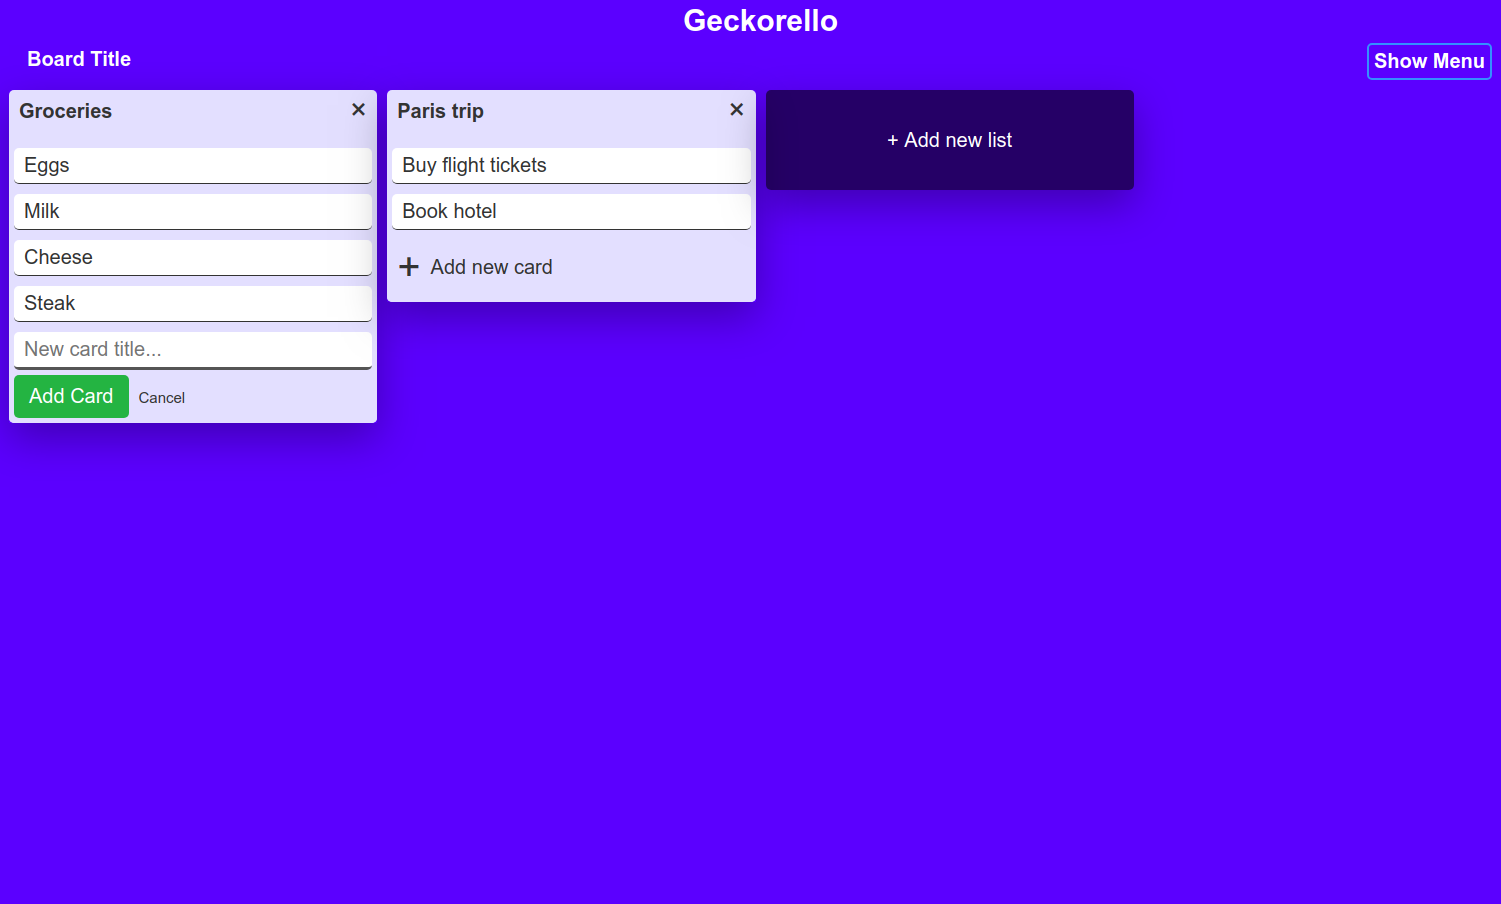 Geckorello
Board Title
Show Menu
Groceries ×
Eggs
Milk
Cheese
Steak
New card title...
Add Card Cancel
Paris trip ×
Buy flight tickets
Book hotel
+ Add new card
+ Add new list